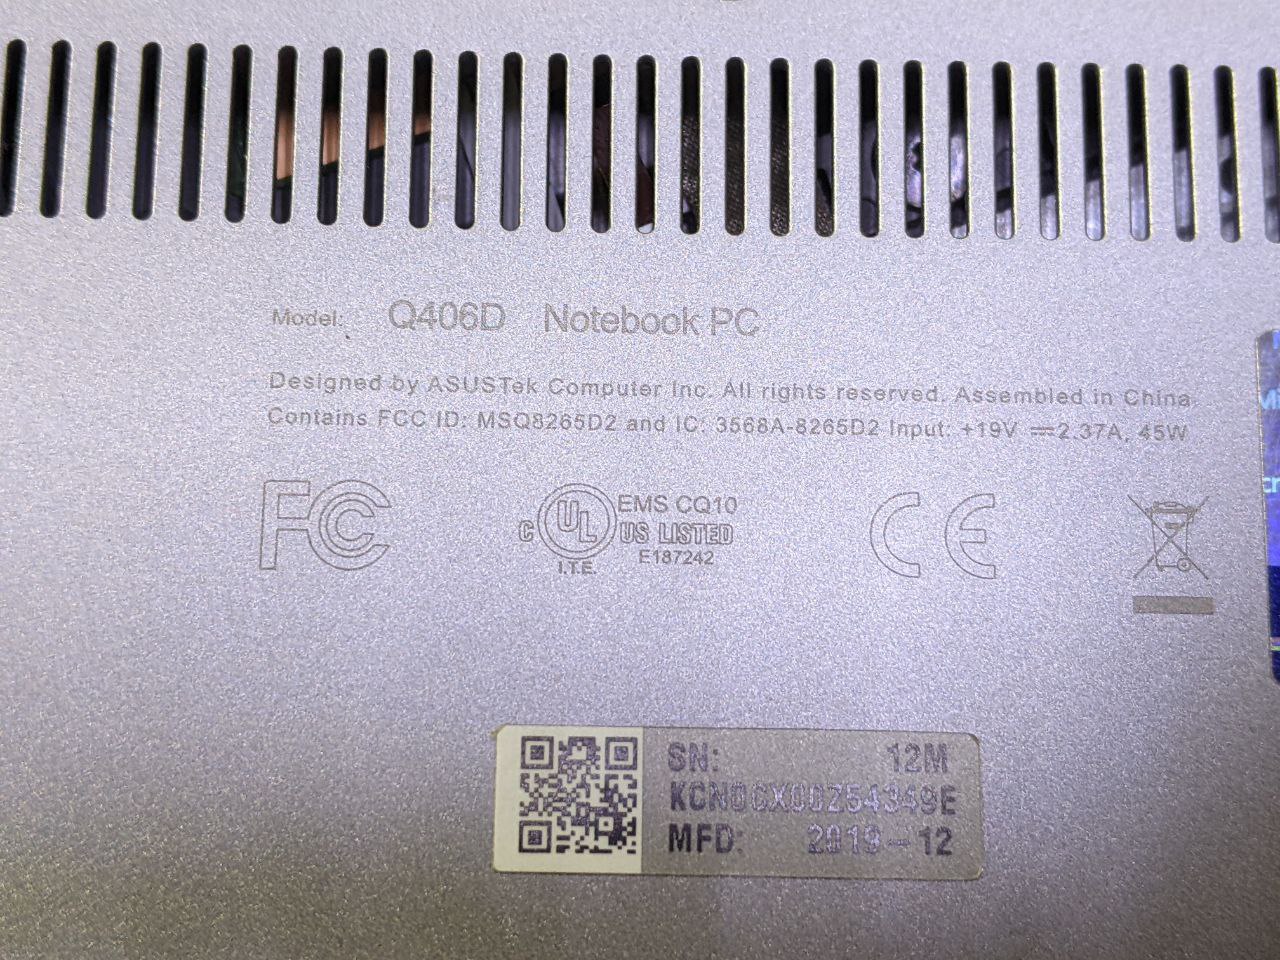 Model: Q406D Notebook PC
Designed by ASUSTek Computer Inc. All rights reserved. Assembled in China
Contains FCC ID: MSQ8265D2 and IC: 3568A-8265D2 Input: +19V ⎓2.37A, 45W
FC
C UL US LISTED
EMS CQ10
I.T.E. E187242
CE
SN: 12M
MFD: 2019-12